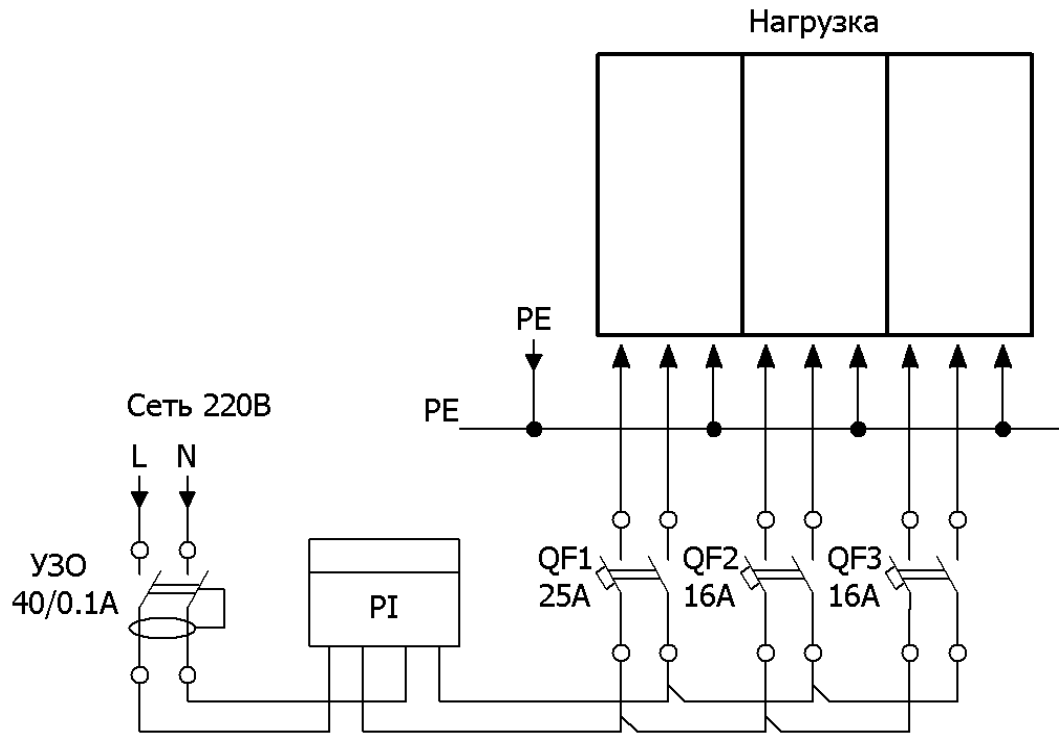 Нагрузка
PE
PE
Сеть 220В
L N
УЗО
40/0.1А
PI
QF1
25А
QF2
16А
QF3
16А